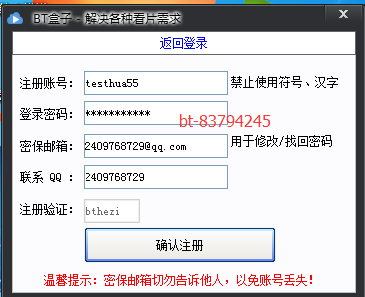 BT盒子 - 解决各种看片需求
返回登录
注册账号: testhua55 禁止使用符号、汉字
登录密码: ***********
bt-83794245
密保邮箱: 2409768729@qq.com 用于修改/找回密码
联系 QQ : 2409768729
注册验证: bthezi
确认注册
温馨提示: 密保邮箱切勿告诉他人, 以免账号丢失!